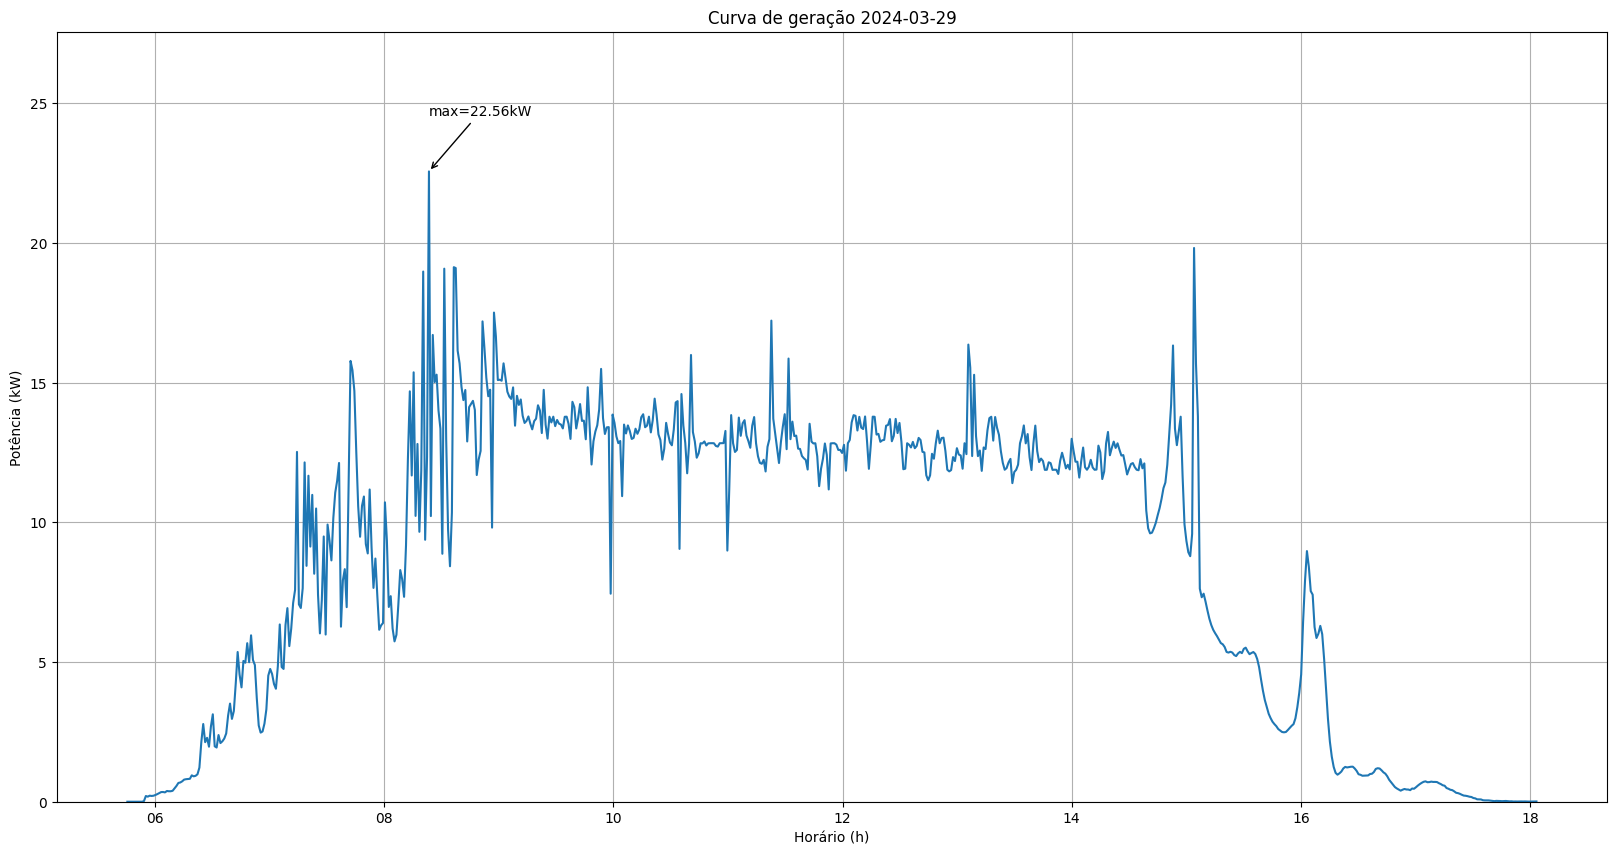 Curva de geração 2024-03-29
max=22.56kW
Potência (kW)
25
20
15
10
5
0
06 08 10 12 14 16 18
Horário (h)